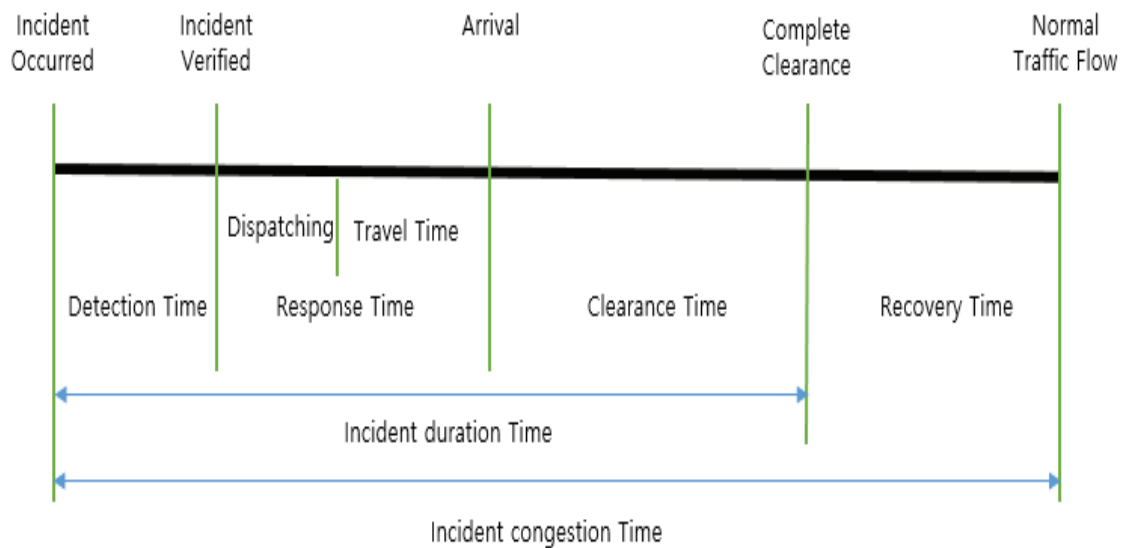 Incident
Occurred
Incident
Verified
Arrival
Complete
Clearance
Normal
Traffic Flow
Dispatching
Travel Time
Detection Time
Response Time
Clearance Time
Recovery Time
Incident duration Time
Incident congestion Time